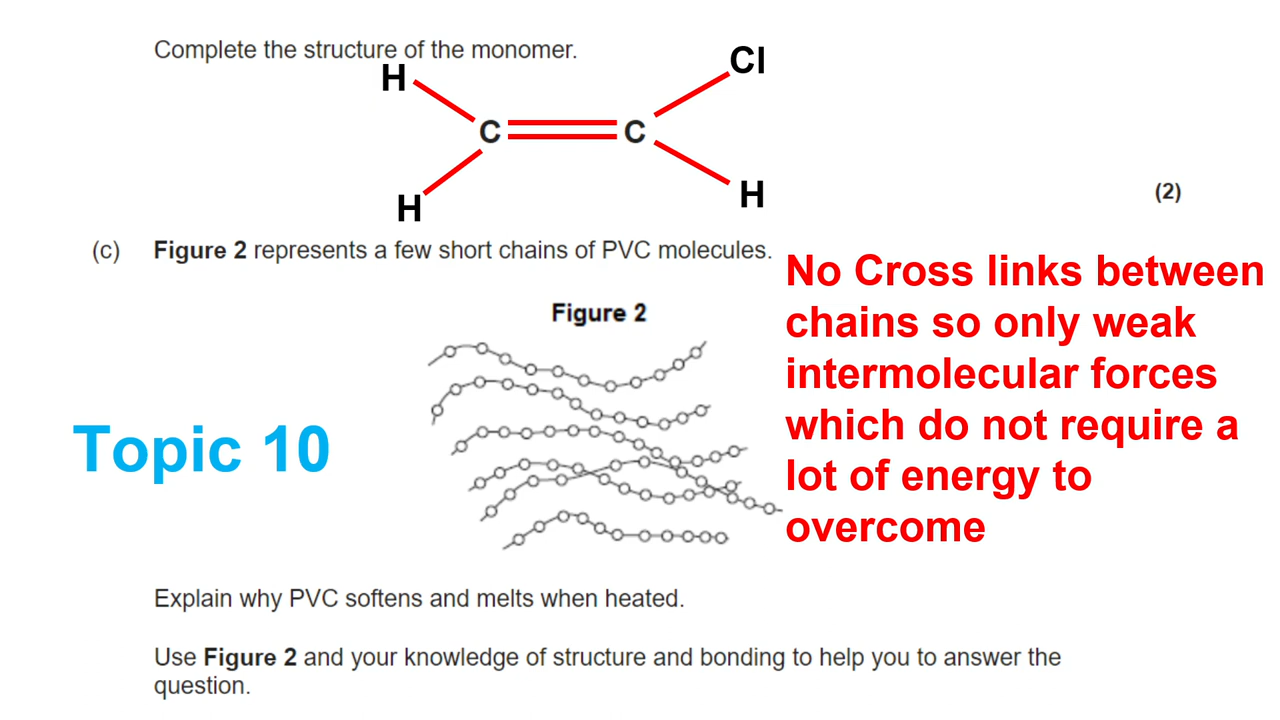 Complete the structure of the monomer.
H
Cl
C
C
H
H
(2)
(c) Figure 2 represents a few short chains of PVC molecules.
No Cross links between
chains so only weak
intermolecular forces
which do not require a
lot of energy to
overcome
Figure 2
Topic 10
Explain why PVC softens and melts when heated.
Use Figure 2 and your knowledge of structure and bonding to help you to answer the
question.